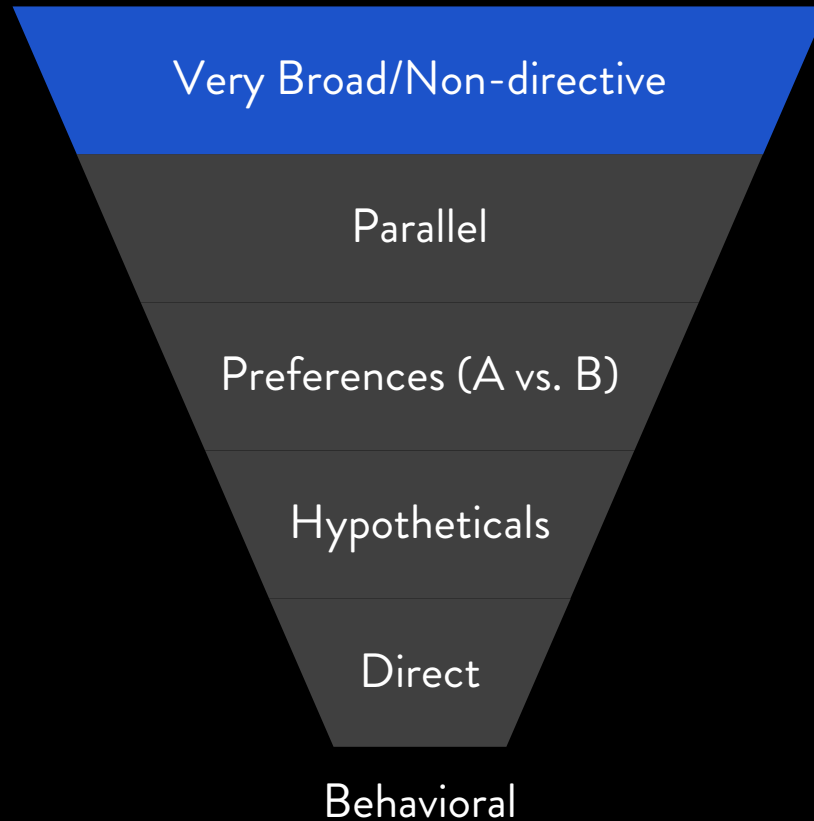 Very Broad/Non-directive
Parallel
Preferences (A vs. B)
Hypotheticals
Direct
Behavioral